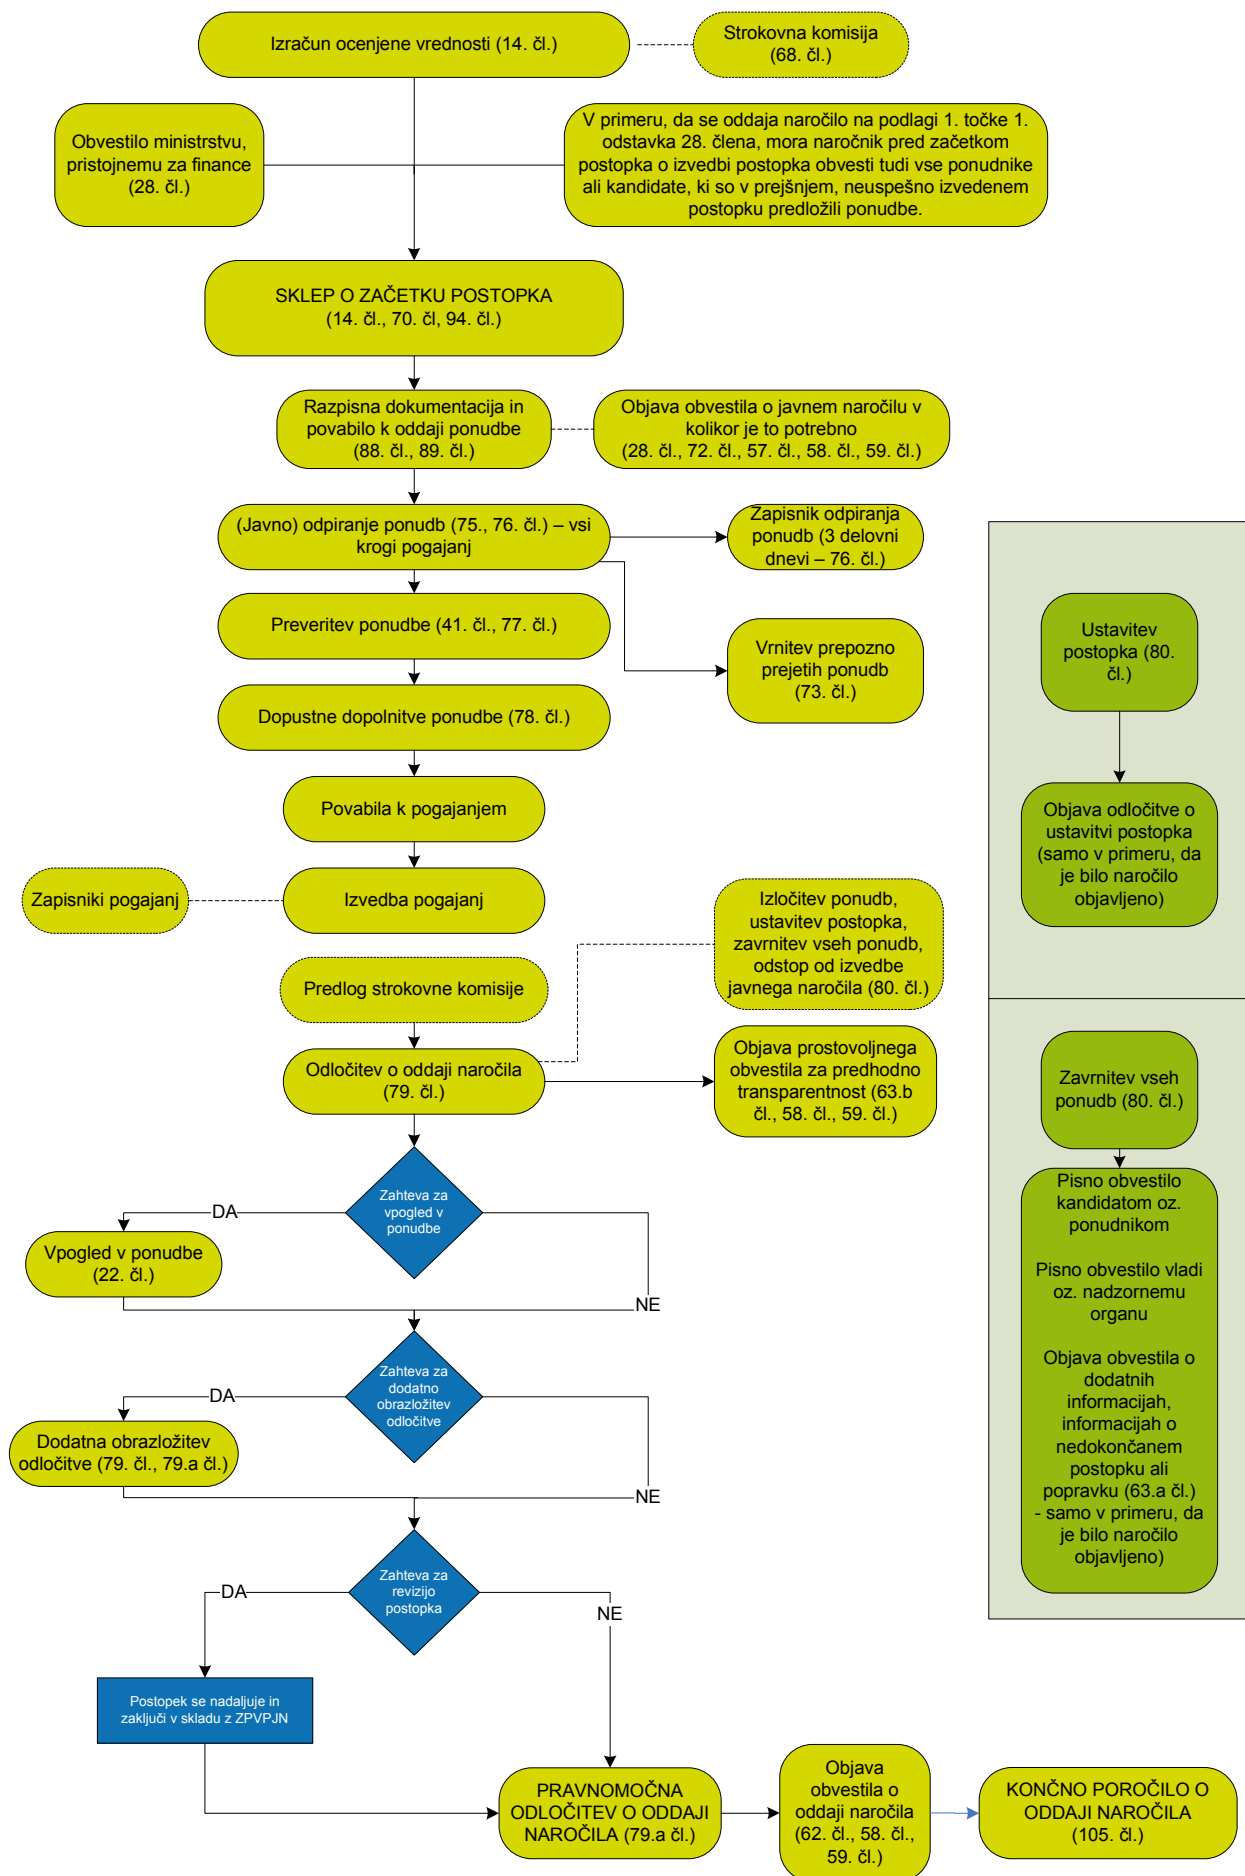 Izračun ocenjene vrednosti (14. čl.)
Strokovna komisija
(68. čl.)
Obvestilo ministrstvu,
pristojnemu za finance
(28. čl.)
V primeru, da se oddaja naročilo na podlagi 1. točke 1.
odstavka 28. člena, mora naročnik pred začetkom
postopka o izvedbi postopka obvesti tudi vse ponudnike
ali kandidate, ki so v prejšnjem, neuspešno izvedenem
postopku predložili ponudbe.
SKLEP O ZAČETKU POSTOPKA
(14. čl., 70. čl, 94. čl.)
Razpisna dokumentacija in
povabilo k oddaji ponudbe
(88. čl., 89. čl.)
Objava obvestila o javnem naročilu v
kolikor je to potrebno
(28. čl., 72. čl., 57. čl., 58. čl., 59. čl.)
(Javno) odpiranje ponudb (75., 76. čl.) – vsi
krogi pogajanj
Zapisnik odpiranja
ponudb (3 delovni
dnevi – 76. čl.)
Preveritev ponudbe (41. čl., 77. čl.)
Vrnitev prepozno
prejetih ponudb
(73. čl.)
Dopustne dopolnitve ponudbe (78. čl.)
Povabila k pogajanjem
Zapisniki pogajanj
Izvedba pogajanj
Izločitev ponudb,
ustavitev postopka,
zavrnitev vseh ponudb,
odstop od izvedbe
javnega naročila (80. čl.)
Predlog strokovne komisije
Odločitev o oddaji naročila
(79. čl.)
Objava prostovoljnega
obvestila za predhodno
transparentnost (63.b
čl., 58. čl., 59. čl.)
Zahteva za
vpogled v
ponudbe
DA
Vpogled v ponudbe
(22. čl.)
NE
Zahteva za
dodatno
obrazložitev
odločitve
DA
Dodatna obrazložitev
odločitve (79. čl., 79.a čl.)
NE
Zahteva za
revizijo
postopka
DA
NE
Postopek se nadaljuje in
zaključi v skladu z ZPVPJN
PRAVNOMOČNA
ODLOČITEV O ODDAJI
NAROČILA (79.a čl.)
Objava
obvestila o
oddaji naročila
(62. čl., 58. čl.,
59. čl.)
KONČNO POROČILO O
ODDAJI NAROČILA
(105. čl.)
Ustavitev
postopka (80.
čl.)
Objava odločitve o
ustavitvi postopka
(samo v primeru, da
je bilo naročilo
objavljeno)
Zavrnitev vseh
ponudb (80. čl.)
Pisno obvestilo
kandidatom oz.
ponudnikom
Pisno obvestilo vladi
oz. nadzornemu
organu
Objava obvestila o
dodatnih
informacijah,
informacijah o
nedokončanem
postopku ali
popravku (63.a čl.)
- samo v primeru, da
je bilo naročilo
objavljeno)